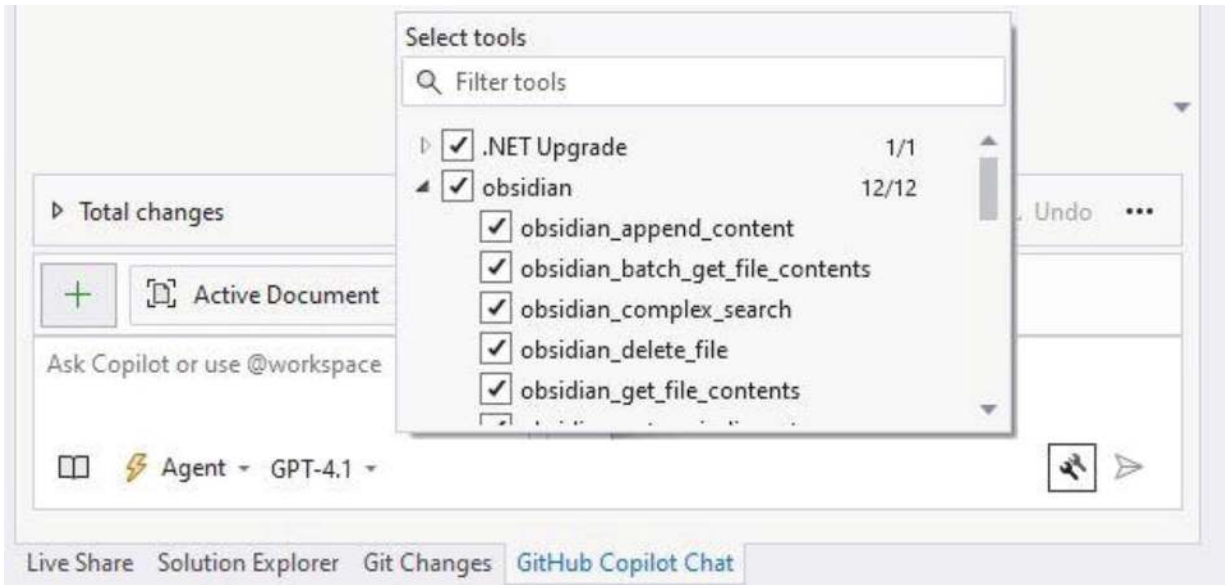 Select tools
Filter tools
.NET Upgrade 1/1
obsidian 12/12
obsidian_append_content
obsidian_batch_get_file_contents
obsidian_complex_search
obsidian_delete_file
obsidian_get_file_contents
Total changes Undo •••
Active Document
Ask Copilot or use @workspace
Agent GPT-4.1
Live Share Solution Explorer Git Changes GitHub Copilot Chat